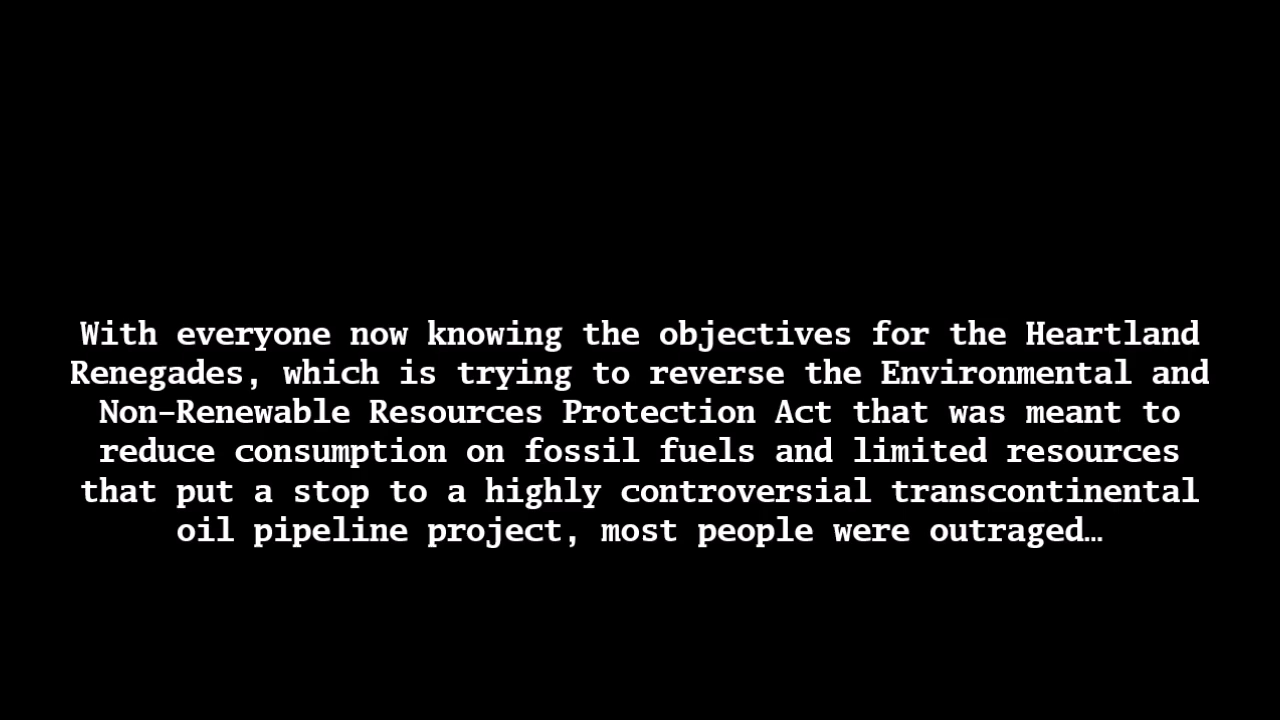 With everyone now knowing the objectives for the Heartland
Renegades, which is trying to reverse the Environmental and
Non-Renewable Resources Protection Act that was meant to
reduce consumption on fossil fuels and limited resources
that put a stop to a highly controversial transcontinental
oil pipeline project, most people were outraged…